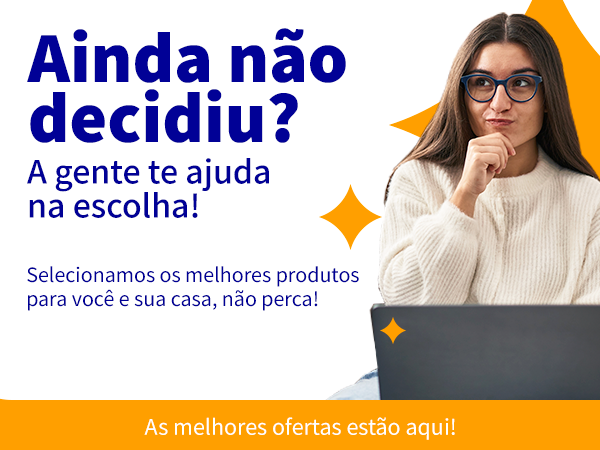 Ainda não
decidiu?
A gente te ajuda
na escolha!
Selecionamos os melhores produtos
para você e sua casa, não perca!
As melhores ofertas estão aqui!